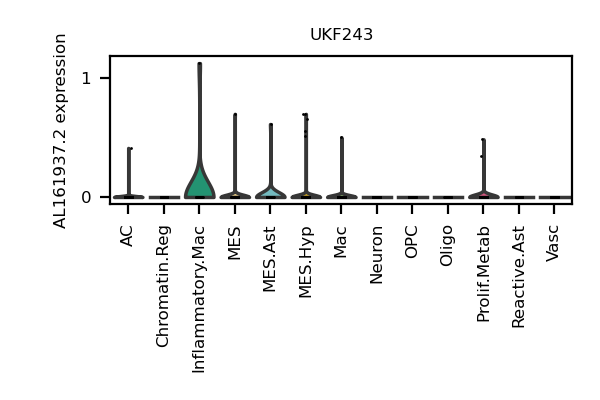 UKF243
AL161937.2 expression
1
0
AC
Chromatin.Reg
Inflammatory.Mac
MES
MES.Ast
MES.Hyp
Mac
Neuron
OPC
Oligo
Prolif.Metab
Reactive.Ast
Vasc